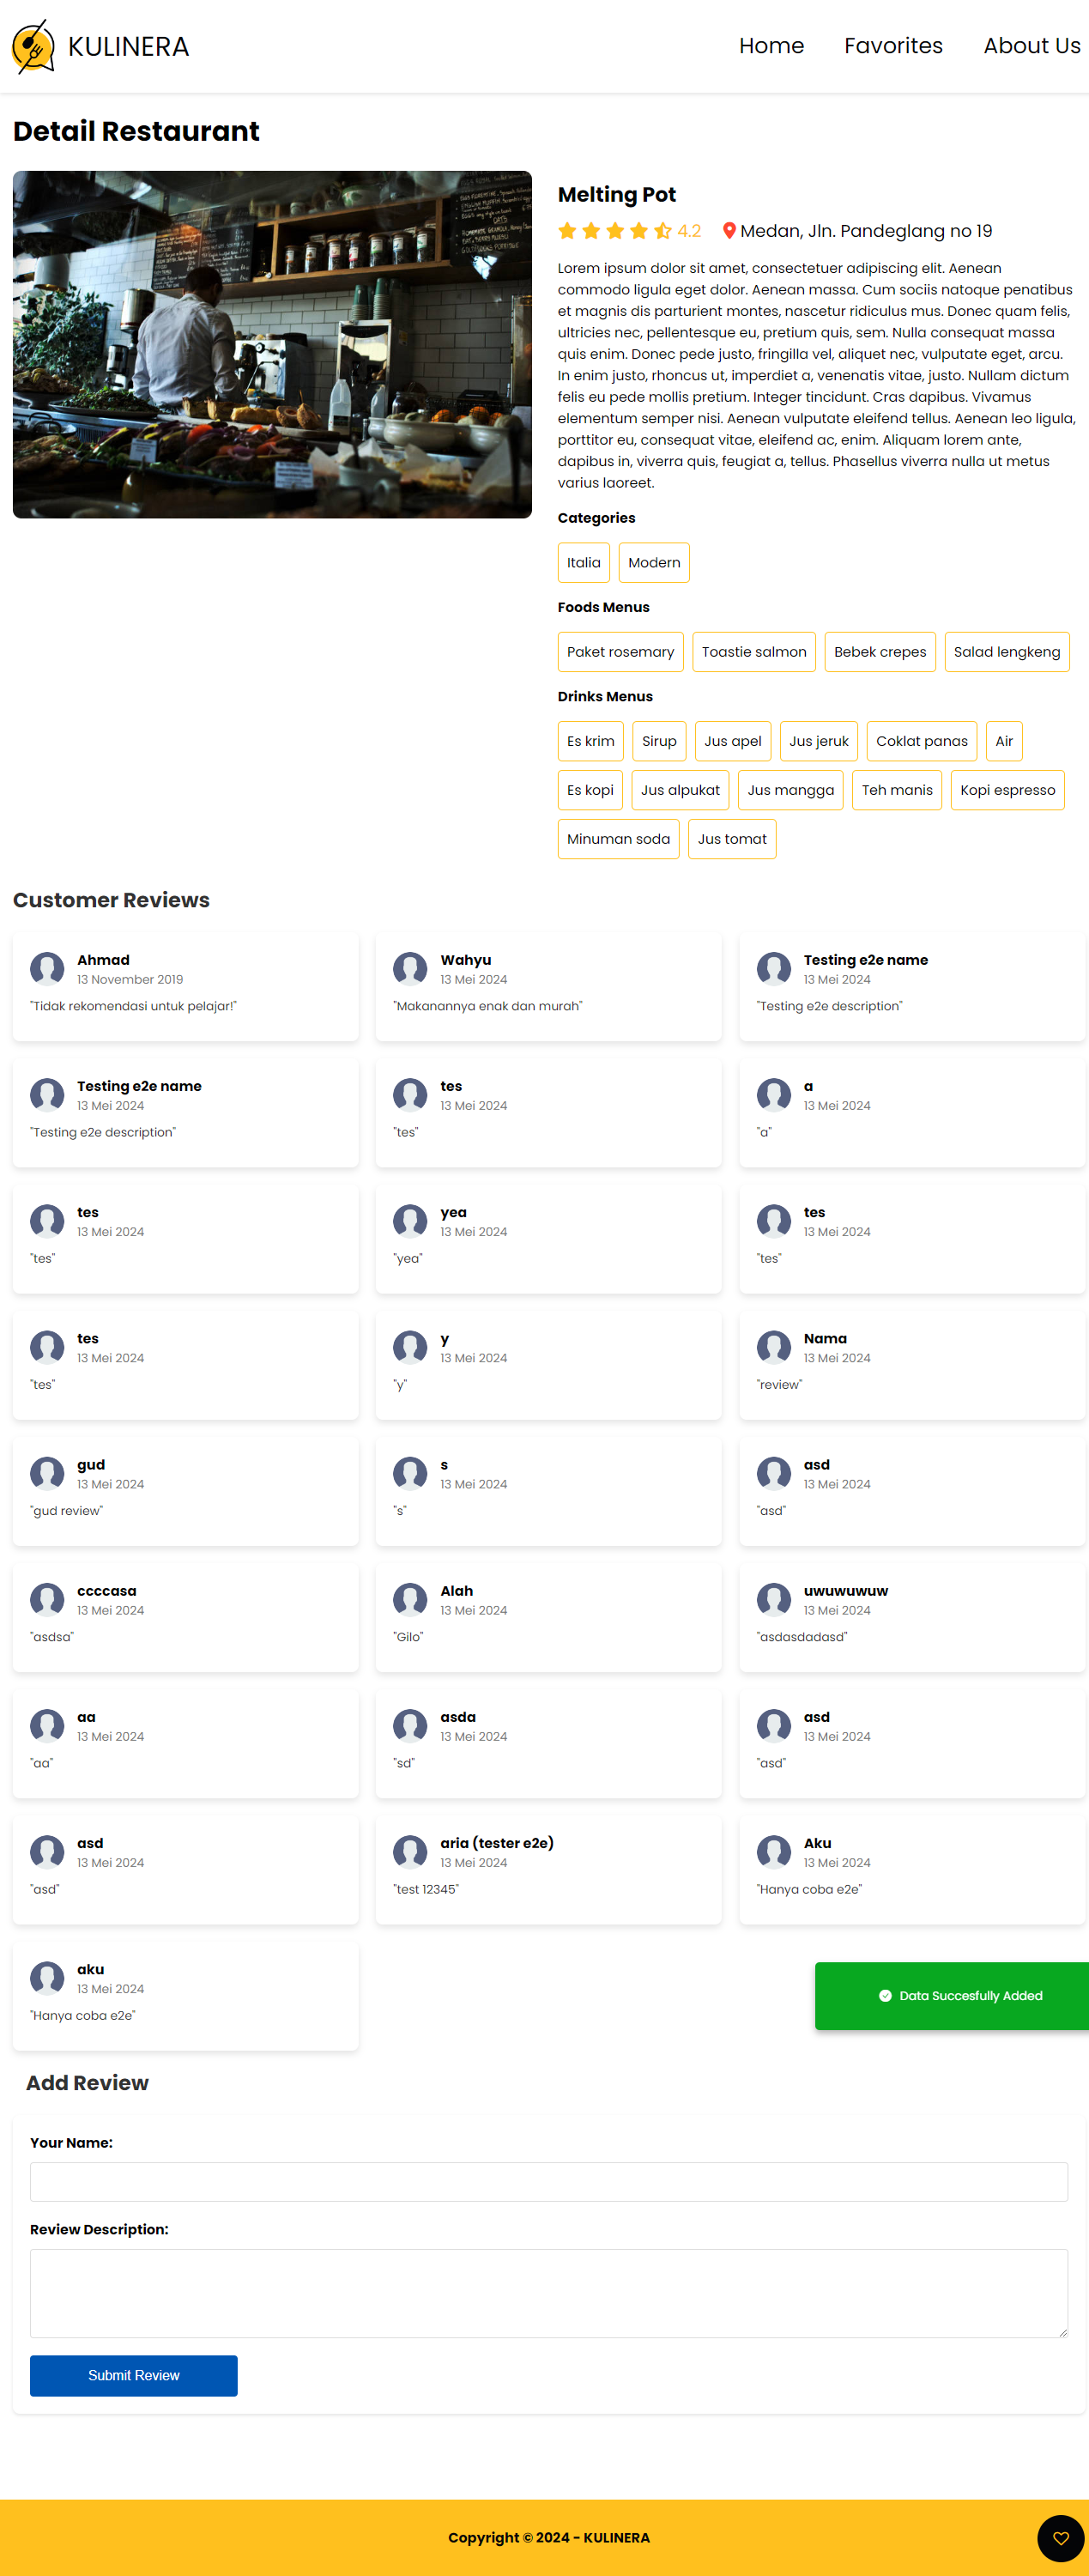 KULINERA
Home Favorites About Us
Detail Restaurant
Melting Pot
4.2 Medan, Jln. Pandeglang no 19
Lorem ipsum dolor sit amet, consectetuer adipiscing elit. Aenean
commodo ligula eget dolor. Aenean massa. Cum sociis natoque penatibus
et magnis dis parturient montes, nascetur ridiculus mus. Donec quam felis,
ultricies nec, pellentesque eu, pretium quis, sem. Nulla consequat massa
quis enim. Donec pede justo, fringilla vel, aliquet nec, vulputate eget, arcu.
In enim justo, rhoncus ut, imperdiet a, venenatis vitae, justo. Nullam dictum
felis eu pede mollis pretium. Integer tincidunt. Cras dapibus. Vivamus
elementum semper nisi. Aenean vulputate eleifend tellus. Aenean leo ligula,
porttitor eu, consequat vitae, eleifend ac, enim. Aliquam lorem ante,
dapibus in, viverra quis, feugiat a, tellus. Phasellus viverra nulla ut metus
varius laoreet.
Categories
Italia Modern
Foods Menus
Paket rosemary Toastie salmon Bebek crepes Salad lengkeng
Drinks Menus
Es krim Sirup Jus apel Jus jeruk Coklat panas Air
Es kopi Jus alpukat Jus mangga Teh manis Kopi espresso
Minuman soda Jus tomat
Customer Reviews
Ahmad
13 November 2019
"Tidak rekomendasi untuk pelajar!"
Wahyu
13 Mei 2024
"Makanannya enak dan murah"
Testing e2e name
13 Mei 2024
"Testing e2e description"
Testing e2e name
13 Mei 2024
"Testing e2e description"
tes
13 Mei 2024
"tes"
a
13 Mei 2024
"a"
tes
13 Mei 2024
"tes"
yea
13 Mei 2024
"yea"
tes
13 Mei 2024
"tes"
tes
13 Mei 2024
"tes"
y
13 Mei 2024
"y"
Nama
13 Mei 2024
"review"
gud
13 Mei 2024
"gud review"
s
13 Mei 2024
"s"
asd
13 Mei 2024
"asd"
ccccasa
13 Mei 2024
"asdsa"
Alah
13 Mei 2024
"Gilo"
uwuwuwuw
13 Mei 2024
"asdasdadasd"
aa
13 Mei 2024
"aa"
asda
13 Mei 2024
"sd"
asd
13 Mei 2024
"asd"
asd
13 Mei 2024
"asd"
aria (tester e2e)
13 Mei 2024
"test 12345"
Aku
13 Mei 2024
"Hanya coba e2e"
aku
13 Mei 2024
"Hanya coba e2e"
Data Succesfully Added
Add Review
Your Name:
Review Description:
Submit Review
Copyright © 2024 - KULINERA